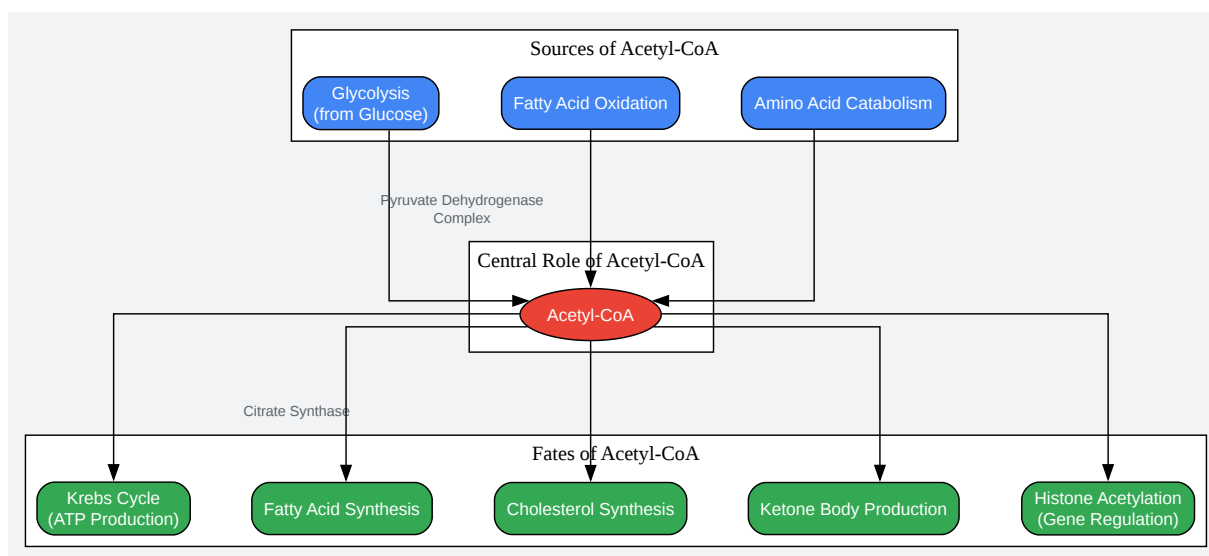 Sources of Acetyl-CoA
Glycolysis
(from Glucose)
Fatty Acid Oxidation
Amino Acid Catabolism
Pyruvate Dehydrogenase
Complex
Central Role of Acetyl-CoA
Acetyl-CoA
Citrate Synthase
Fates of Acetyl-CoA
Krebs Cycle
(ATP Production)
Fatty Acid Synthesis
Cholesterol Synthesis
Ketone Body Production
Histone Acetylation
(Gene Regulation)